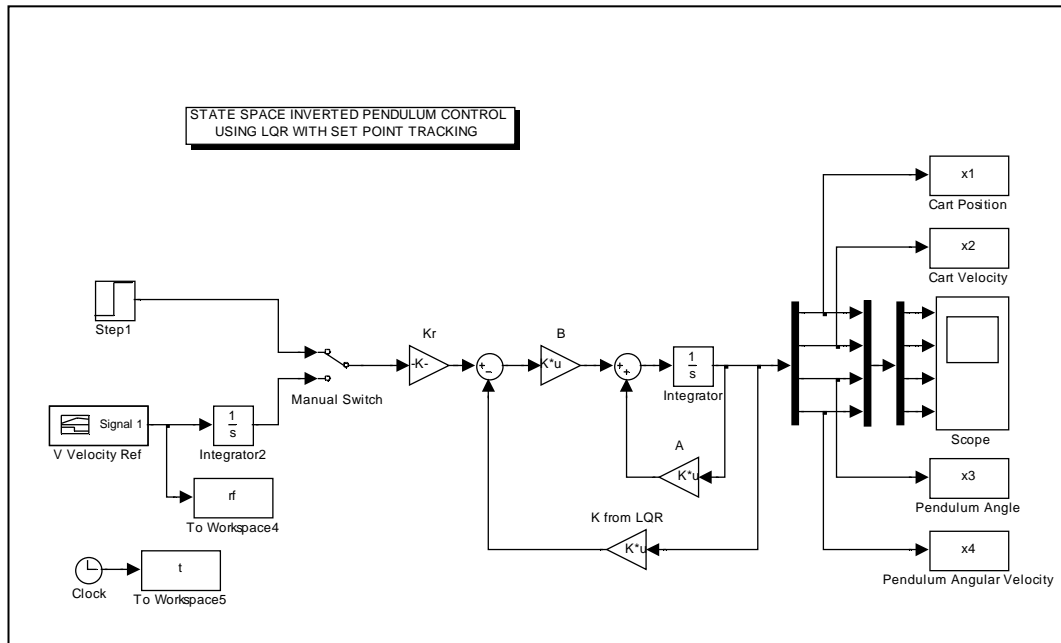 STATE SPACE INVERTED PENDULUM CONTROL
USING LQR WITH SET POINT TRACKING
x1
Cart Position
x2
Cart Velocity
Step1
Kr
-K-
B
K*u
1
s
Integrator
Manual Switch
Scope
Signal 1
V Velocity Ref
1
s
Integrator2
A
K*u
rf
To Workspace4
x3
Pendulum Angle
K from LQR
K*u
x4
Pendulum Angular Velocity
Clock
t
To Workspace5